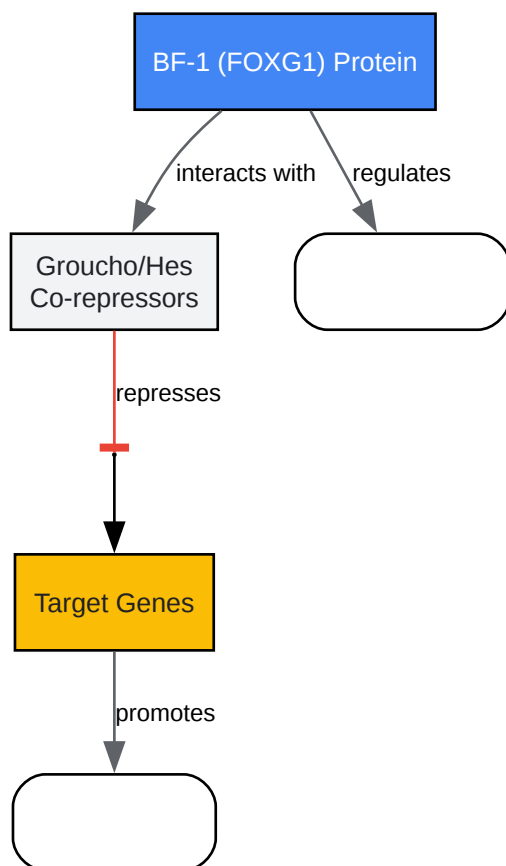 BF-1 (FOXG1) Protein
interacts with
regulates
Groucho/Hes
Co-repressors
represses
Target Genes
promotes